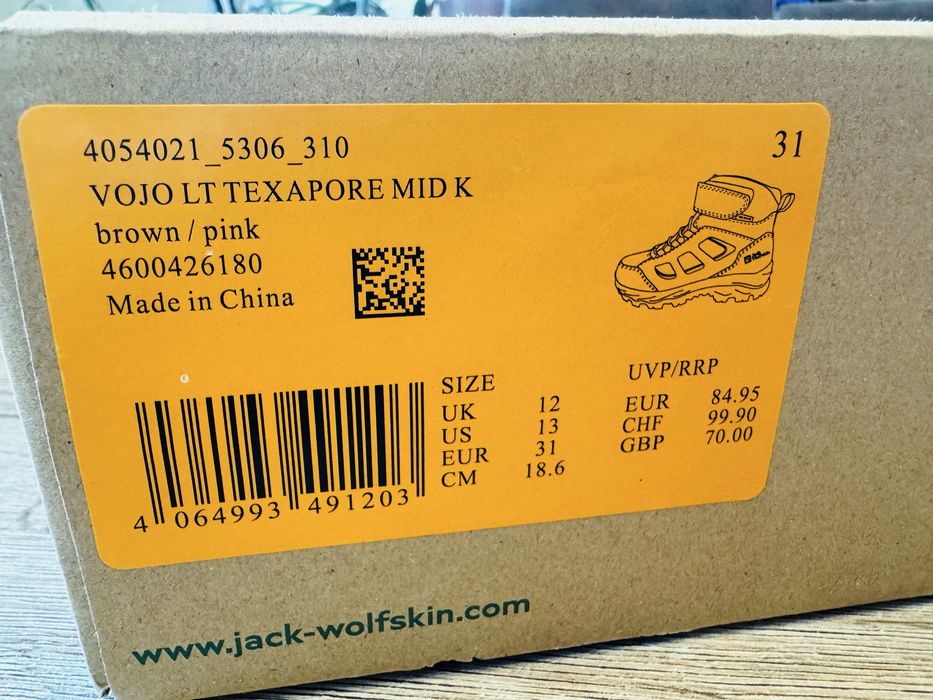 4054021_5306_310
31
VOJO LT TEXAPORE MID K
brown / pink
4600426180
Made in China
SIZE
UK 12
US 13
EUR 31
CM 18.6
UVP/RRP
EUR 84.95
CHF 99.90
GBP 70.00
4 064993 491203
www.jack-wolfskin.com